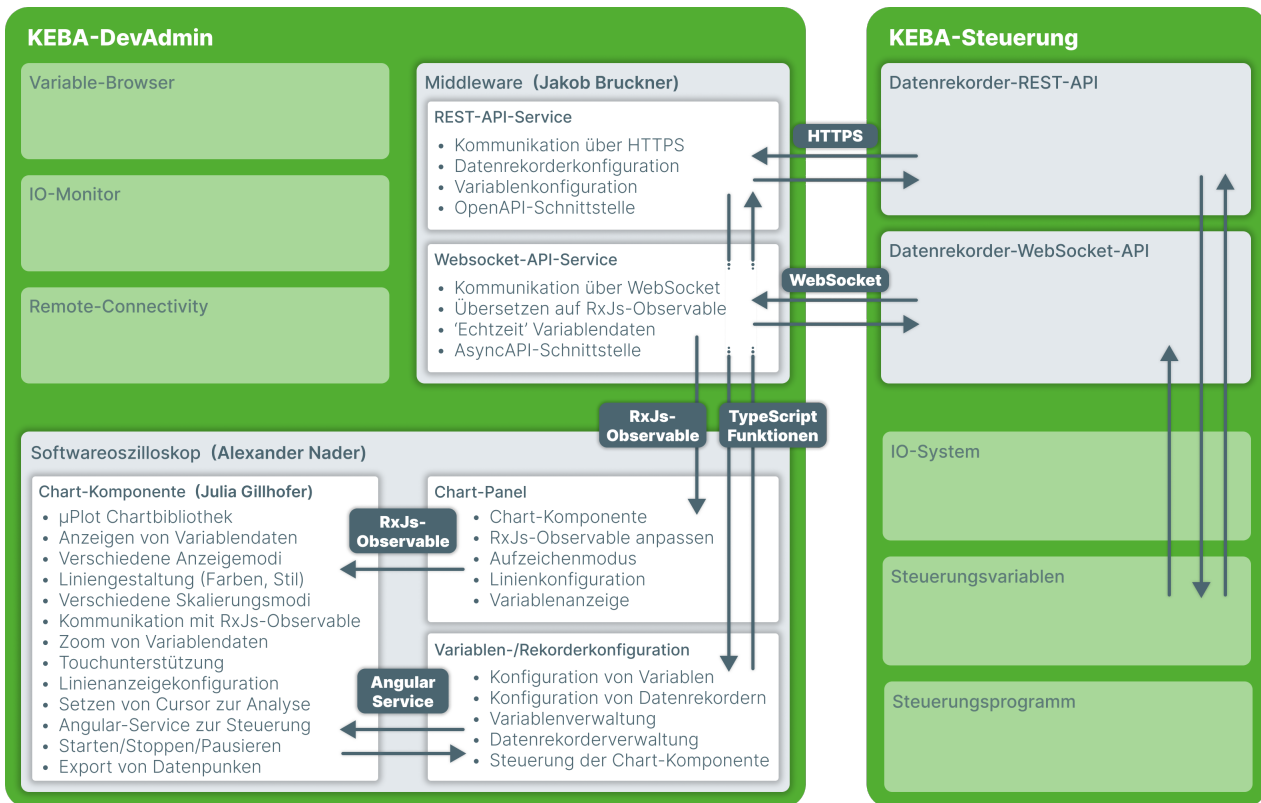 KEBA-DevAdmin
Variable-Browser
IO-Monitor
Remote-Connectivity
Middleware (Jakob Bruckner)
REST-API-Service
• Kommunikation über HTTPS
• Datenrekorderkonfiguration
• Variablenkonfiguration
• OpenAPI-Schnittstelle
Websocket-API-Service
• Kommunikation über WebSocket
• Übersetzen auf RxJs-Observable
• ‘Echtzeit’ Variablendaten
• AsyncAPI-Schnittstelle
HTTPS
WebSocket
KEBA-Steuerung
Datenrekorder-REST-API
Datenrekorder-WebSocket-API
IO-System
Steuerungsvariablen
Steuerungsprogramm
RxJs-
Observable
TypeScript
Funktionen
Softwareoszilloskop (Alexander Nader)
Chart-Komponente (Julia Gillhofer)
• µPlot Chartbibliothek
• Anzeigen von Variablendaten
• Verschiedene Anzeigemodi
• Liniengestaltung (Farben, Stil)
• Verschiedene Skalierungsmodi
• Kommunikation mit RxJs-Observable
• Zoom von Variablendaten
• Touchunterstützung
• Linienanzeigekonfiguration
• Setzen von Cursor zur Analyse
• Angular-Service zur Steuerung
• Starten/Stoppen/Pausieren
• Export von Datenpunken
RxJs-
Observable
Angular
Service
Chart-Panel
• Chart-Komponente
• RxJs-Observable anpassen
• Aufzeichenmodus
• Linienkonfiguration
• Variablenanzeige
Variablen-/Rekorderkonfiguration
• Konfiguration von Variablen
• Konfiguration von Datenrekordern
• Variablenverwaltung
• Datenrekorderverwaltung
• Steuerung der Chart-Komponente